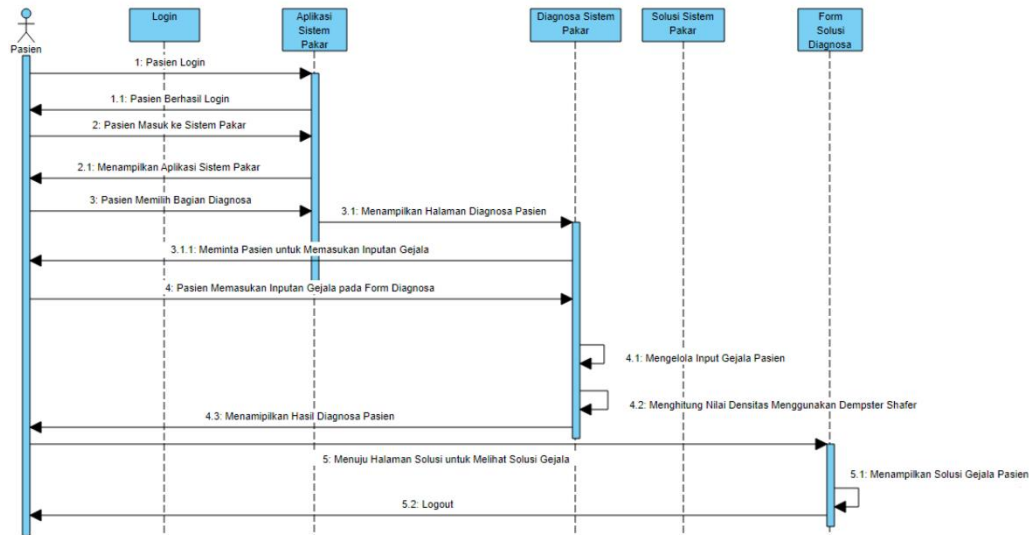 Pasien
Login
Aplikasi
Sistem
Pakar
Diagnosa Sistem
Pakar
Solusi Sistem
Pakar
Form
Solusi
Diagnosa
1: Pasien Login
1.1: Pasien Berhasil Login
2: Pasien Masuk ke Sistem Pakar
2.1: Menampilkan Aplikasi Sistem Pakar
3: Pasien Memilih Bagian Diagnosa
3.1: Menampilkan Halaman Diagnosa Pasien
3.1.1: Meminta Pasien untuk Memasukan Inputan Gejala
4: Pasien Memasukan Inputan Gejala pada Form Diagnosa
4.1: Mengelola Input Gejala Pasien
4.2: Menghitung Nilai Densitas Menggunakan Dempster Shafer
4.3: Menamipilkan Hasil Diagnosa Pasien
5: Menuju Halaman Solusi untuk Melihat Solusi Gejala
5.1: Menampilkan Solusi Gejala Pasien
5.2: Logout